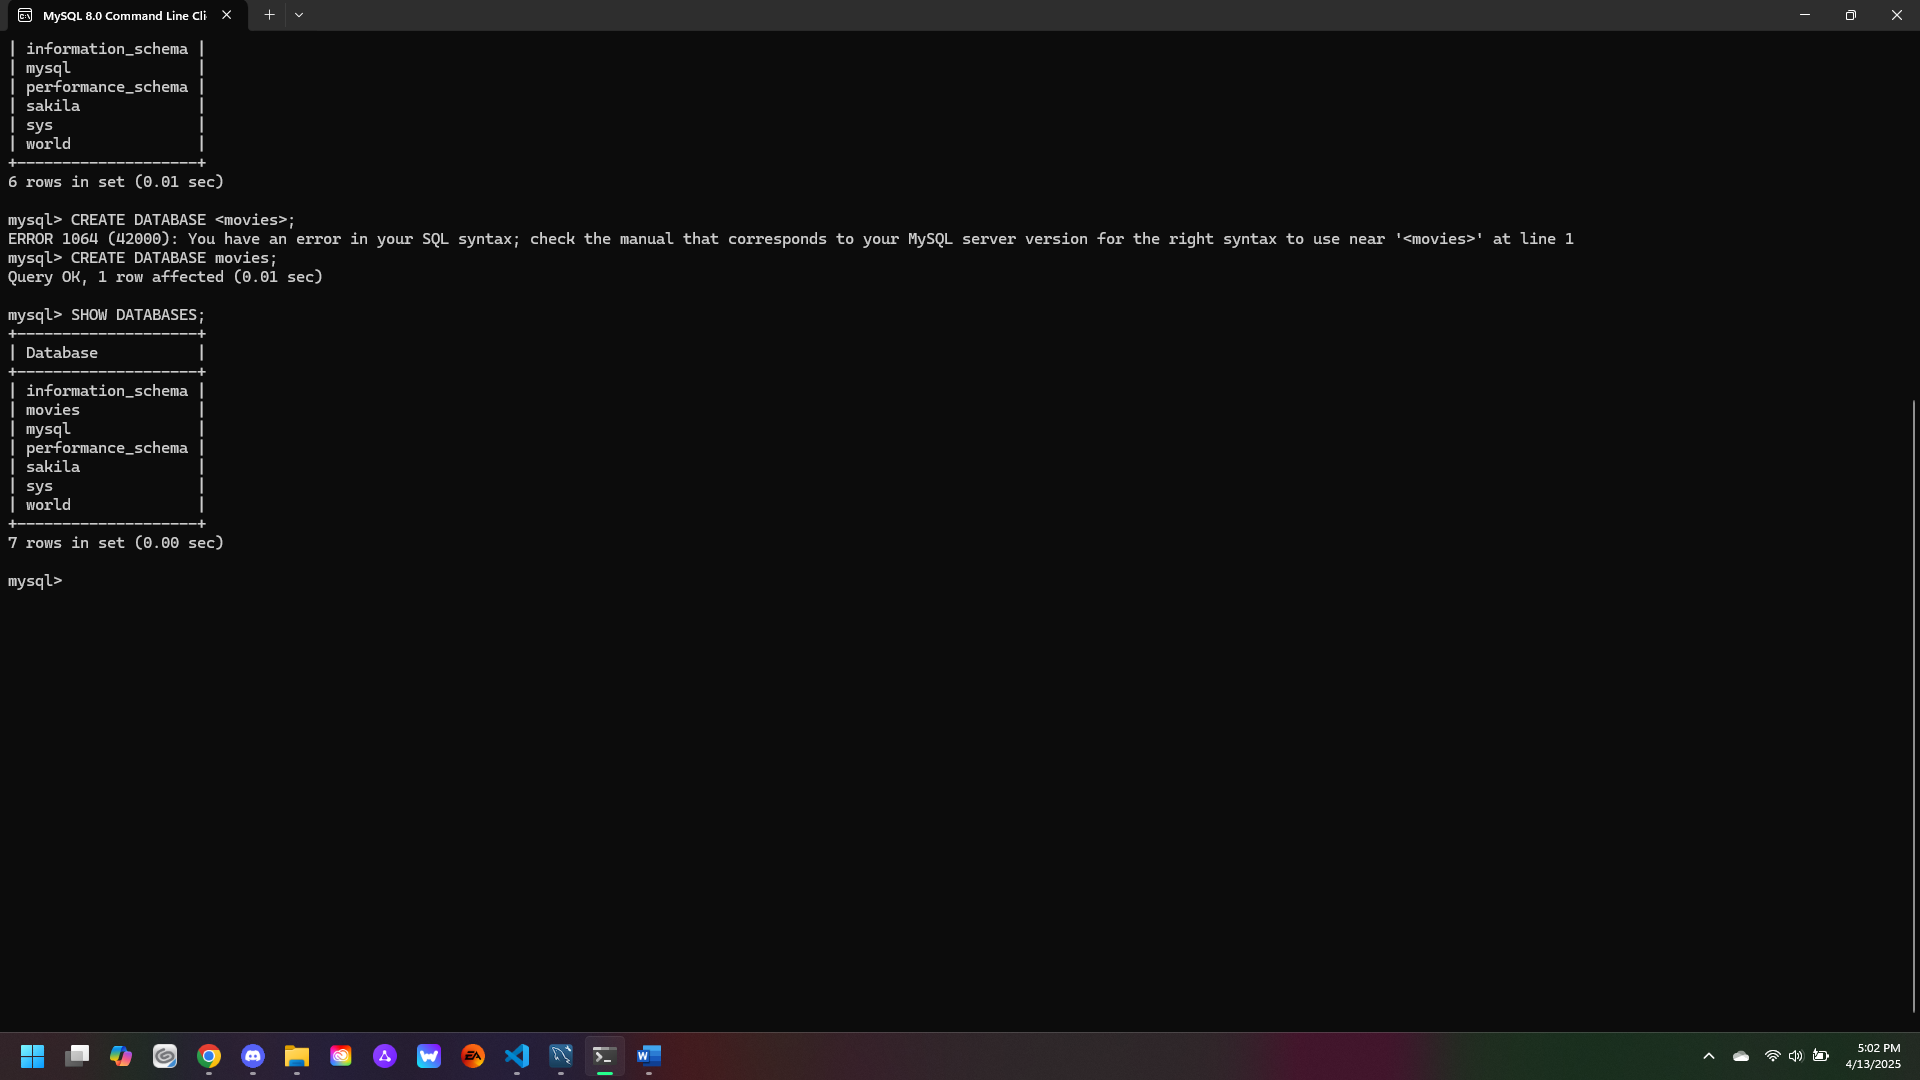 MySQL 8.0 Command Line Cli
| information_schema |
| mysql              |
| performance_schema |
| sakila             |
| sys                |
| world              |
+--------------------+
6 rows in set (0.01 sec)
mysql> CREATE DATABASE <movies>;
ERROR 1064 (42000): You have an error in your SQL syntax; check the manual that corresponds to your MySQL server version for the right syntax to use near '<movies>' at line 1
mysql> CREATE DATABASE movies;
Query OK, 1 row affected (0.01 sec)
mysql> SHOW DATABASES;
+--------------------+
| Database           |
+--------------------+
| information_schema |
| movies             |
| mysql              |
| performance_schema |
| sakila             |
| sys                |
| world              |
+--------------------+
7 rows in set (0.00 sec)
mysql>
EA
W
5:02 PM
4/13/2025